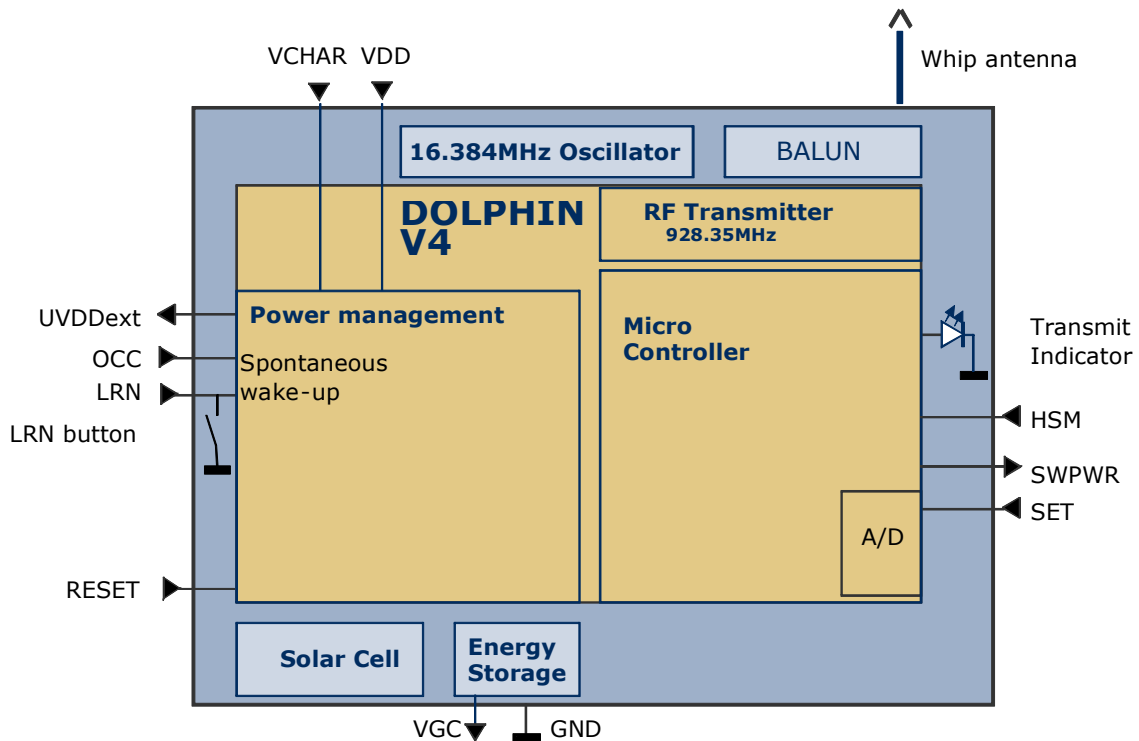 VCHAR VDD
Whip antenna
16.384MHz Oscillator
BALUN
DOLPHIN
V4
RF Transmitter
928.35MHz
UVDDext
OCC
LRN
LRN button
RESET
Power management
Spontaneous
wake-up
Micro
Controller
A/D
Transmit
Indicator
HSM
SWPWR
SET
Solar Cell
Energy
Storage
VGC
GND